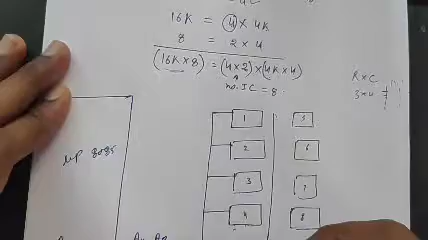 16K = 4 × 4K
8 = 2 × 4
(16K × 8) = (4 × 2) × (4K × 4)
no. IC = 8
R × C
3 × 4 =
1
5
2
6
3
7
4
8
μP 8085